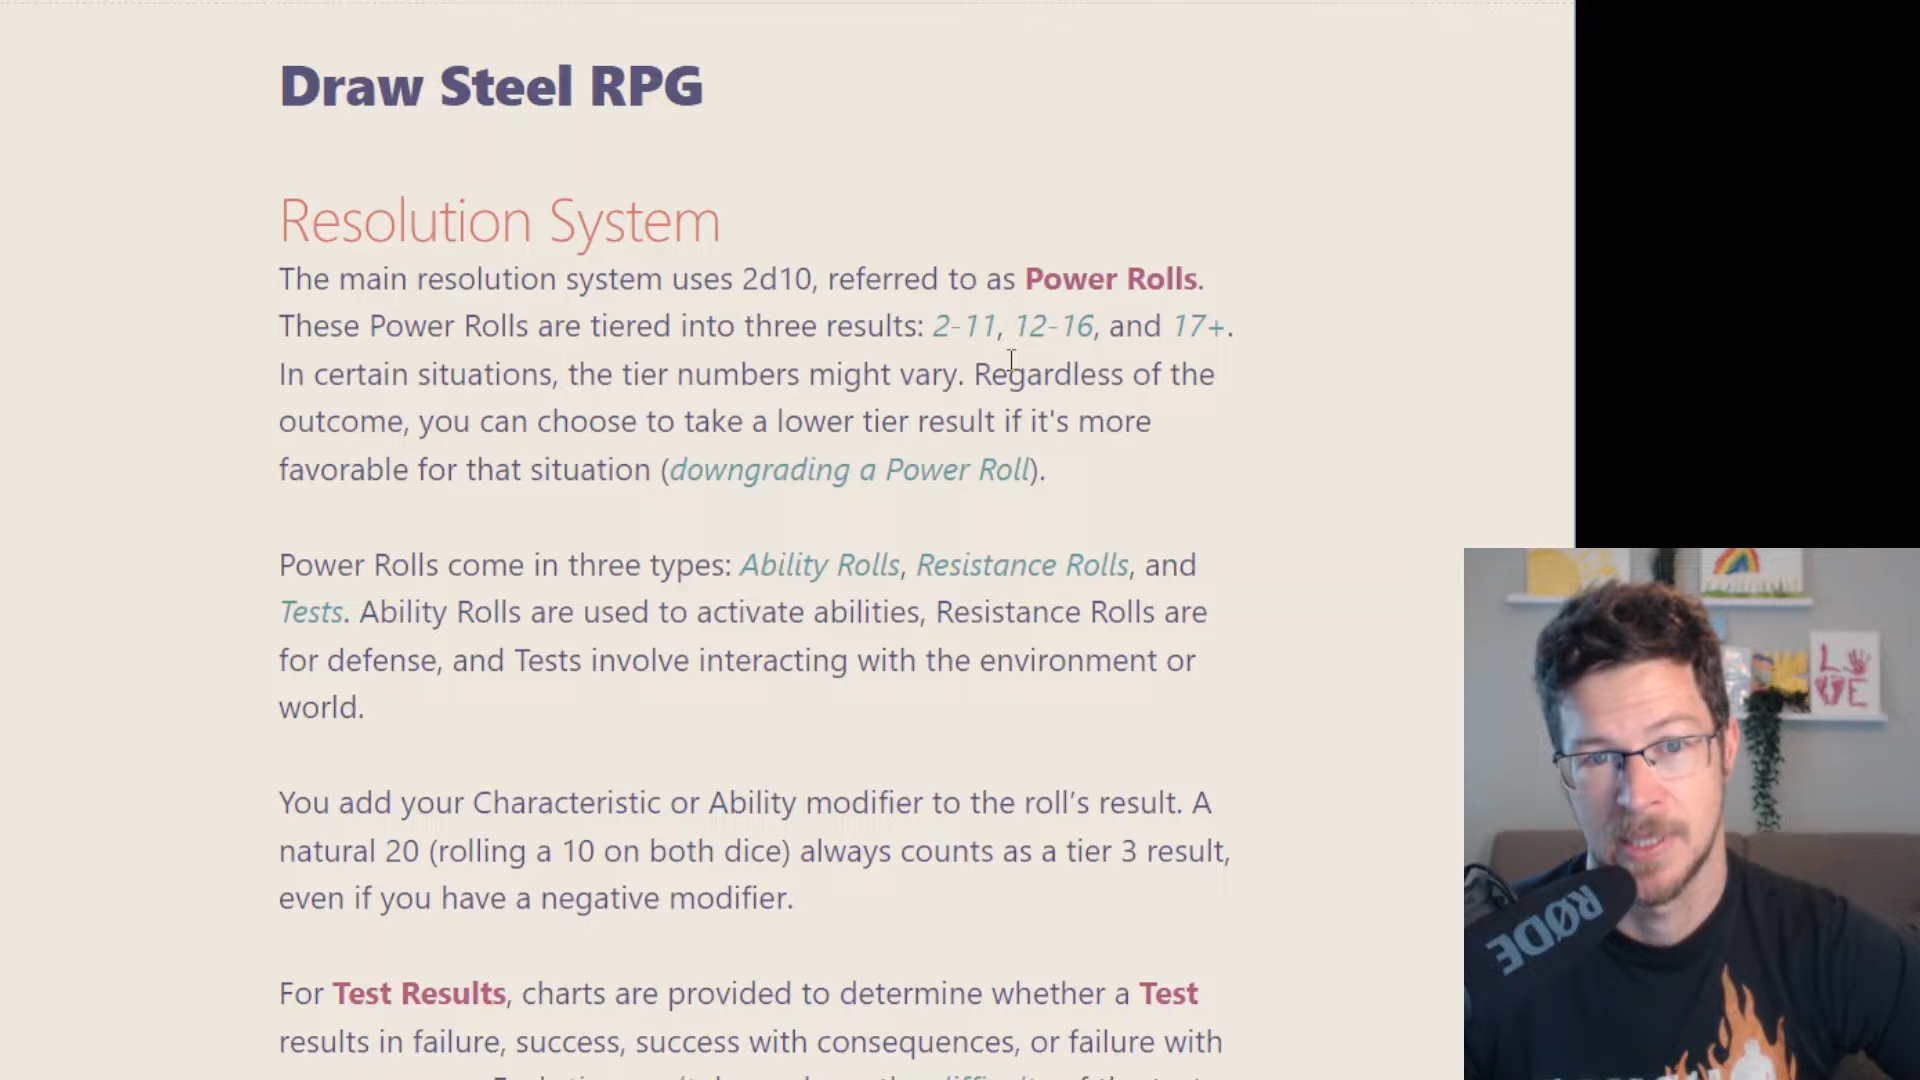 Draw Steel RPG
Resolution System
The main resolution system uses 2d10, referred to as Power Rolls.
These Power Rolls are tiered into three results: 2-11, 12-16, and 17+.
In certain situations, the tier numbers might vary. Regardless of the
outcome, you can choose to take a lower tier result if it's more
favorable for that situation (downgrading a Power Roll).
Power Rolls come in three types: Ability Rolls, Resistance Rolls, and
Tests. Ability Rolls are used to activate abilities, Resistance Rolls are
for defense, and Tests involve interacting with the environment or
world.
You add your Characteristic or Ability modifier to the roll’s result. A
natural 20 (rolling a 10 on both dice) always counts as a tier 3 result,
even if you have a negative modifier.
For Test Results, charts are provided to determine whether a Test
results in failure, success, success with consequences, or failure with
RØDE